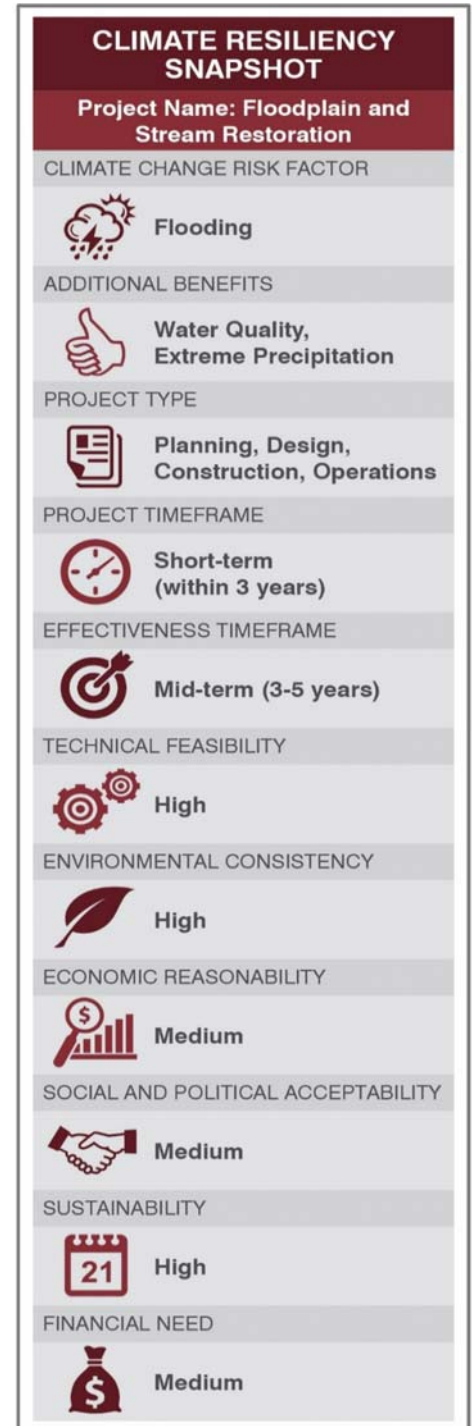 CLIMATE RESILIENCY
SNAPSHOT
Project Name: Floodplain and
Stream Restoration
CLIMATE CHANGE RISK FACTOR
Flooding
ADDITIONAL BENEFITS
Water Quality,
Extreme Precipitation
PROJECT TYPE
Planning, Design,
Construction, Operations
PROJECT TIMEFRAME
Short-term
(within 3 years)
EFFECTIVENESS TIMEFRAME
Mid-term (3-5 years)
TECHNICAL FEASIBILITY
High
ENVIRONMENTAL CONSISTENCY
High
ECONOMIC REASONABILITY
$
Medium
SOCIAL AND POLITICAL ACCEPTABILITY
Medium
SUSTAINABILITY
21
High
FINANCIAL NEED
$
Medium